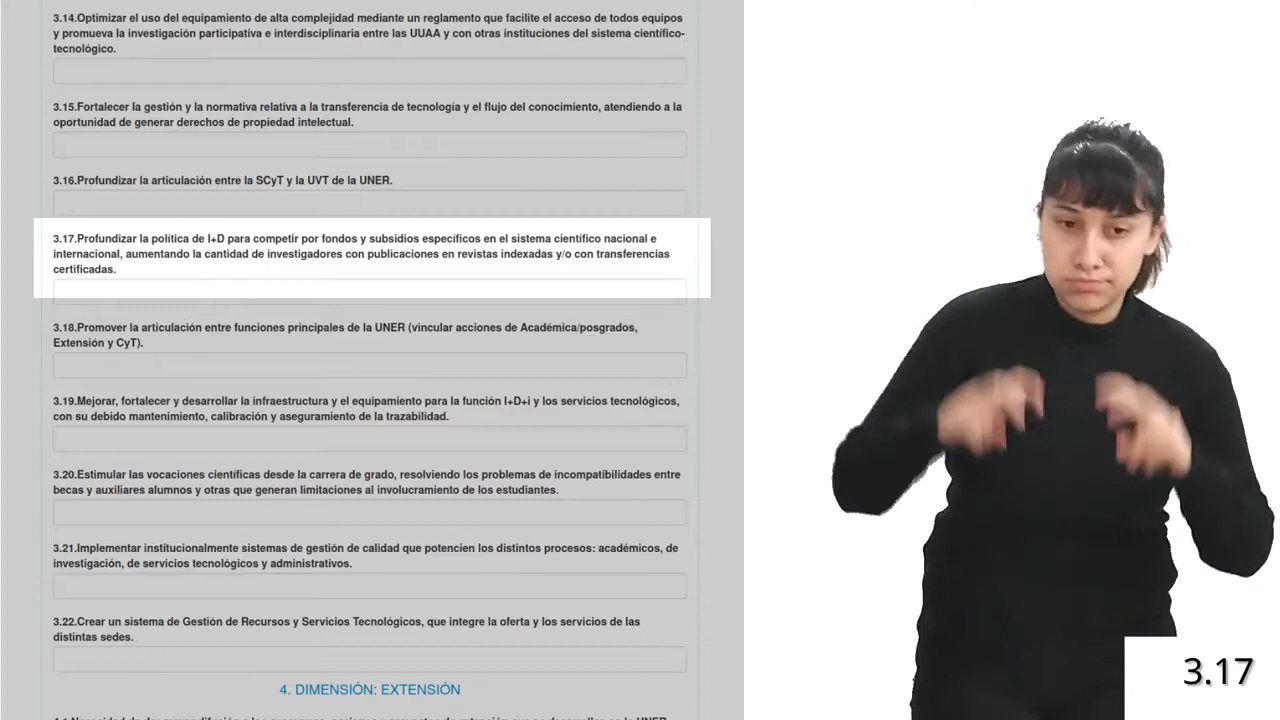 3.14.Optimizar el uso del equipamiento de alta complejidad mediante un reglamento que facilite el acceso de todos equipos
y promueva la investigación participativa e interdisciplinaria entre las UUAA y con otras instituciones del sistema científico-
tecnológico.
3.15.Fortalecer la gestión y la normativa relativa a la transferencia de tecnología y el flujo del conocimiento, atendiendo a la
oportunidad de generar derechos de propiedad intelectual.
3.16.Profundizar la articulación entre la SCyT y la UVT de la UNER.
3.17.Profundizar la política de I+D para competir por fondos y subsidios específicos en el sistema científico nacional e
internacional, aumentando la cantidad de investigadores con publicaciones en revistas indexadas y/o con transferencias
certificadas.
3.18.Promover la articulación entre funciones principales de la UNER (vincular acciones de Académica/posgrados,
Extensión y CyT).
3.19.Mejorar, fortalecer y desarrollar la infraestructura y el equipamiento para la función I+D+i y los servicios tecnológicos,
con su debido mantenimiento, calibración y aseguramiento de la trazabilidad.
3.20.Estimular las vocaciones científicas desde la carrera de grado, resolviendo los problemas de incompatibilidades entre
becas y auxiliares alumnos y otras que generan limitaciones al involucramiento de los estudiantes.
3.21.Implementar institucionalmente sistemas de gestión de calidad que potencien los distintos procesos: académicos, de
investigación, de servicios tecnológicos y administrativos.
3.22.Crear un sistema de Gestión de Recursos y Servicios Tecnológicos, que integre la oferta y los servicios de las
distintas sedes.
4. DIMENSIÓN: EXTENSIÓN
3.17